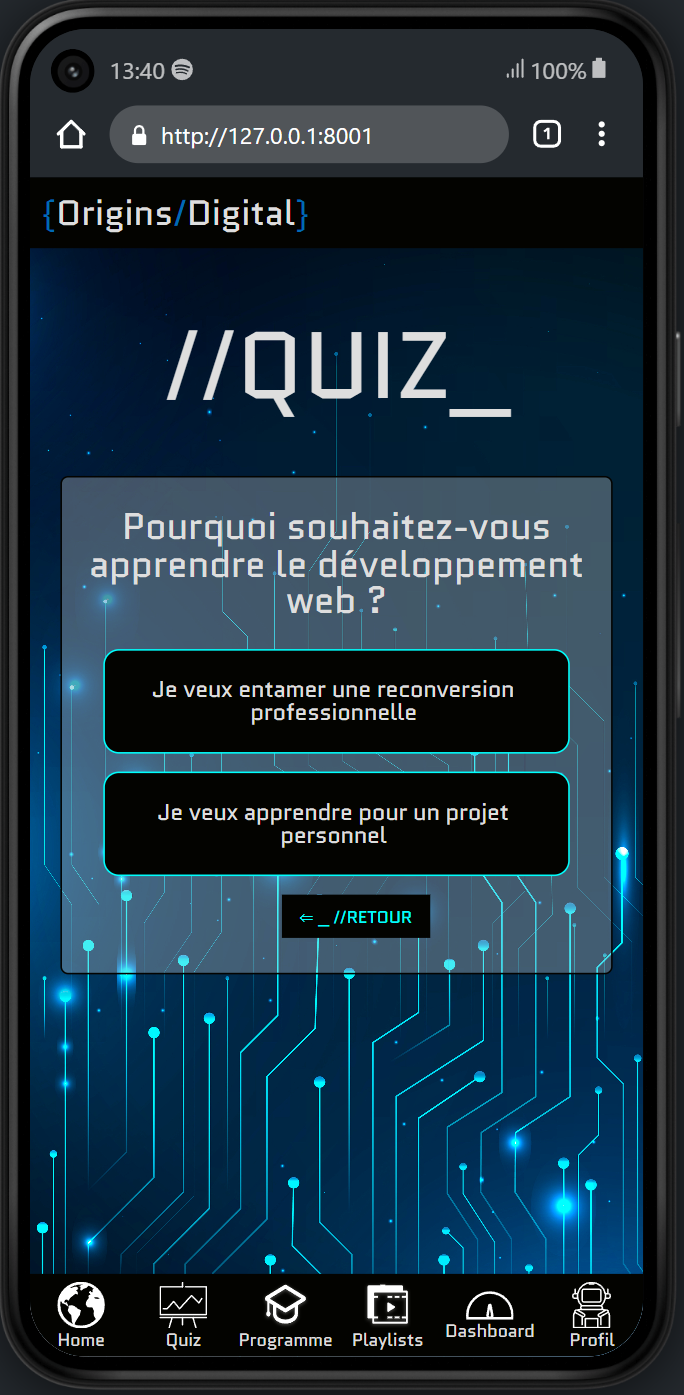 13:40
100%
http://127.0.0.1:8001
1
{Origins/Digital}
//QUIZ_
Pourquoi souhaitez-vous
apprendre le développement
web ?
Je veux entamer une reconversion
professionnelle
Je veux apprendre pour un projet
personnel
⇐ _ //RETOUR
Home
Quiz
Programme
Playlists
Dashboard
Profil